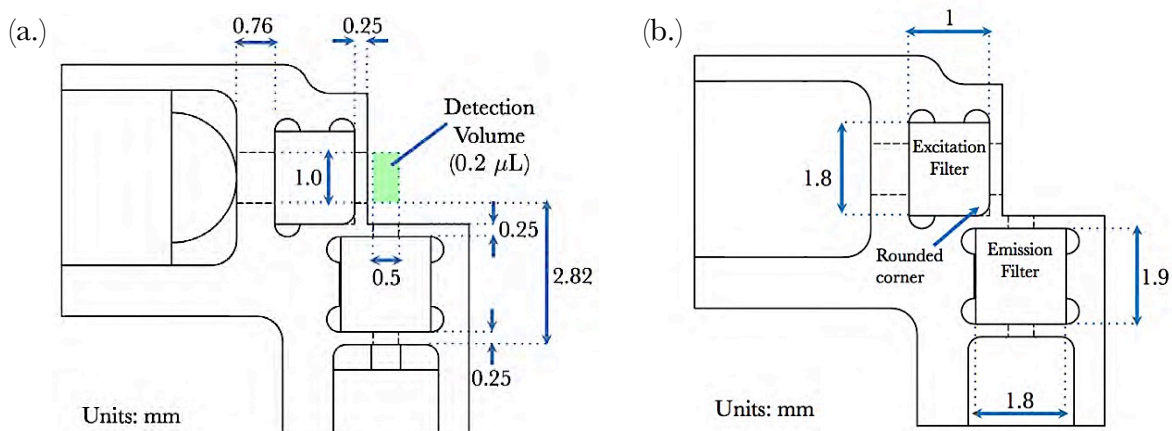 (a.)
0.76
0.25
Detection
Volume
(0.2 μL)
1.0
0.25
0.5
2.82
0.25
Units: mm
(b.)
1
1.8
Excitation
Filter
Rounded
corner
Emission
Filter
1.9
1.8
Units: mm